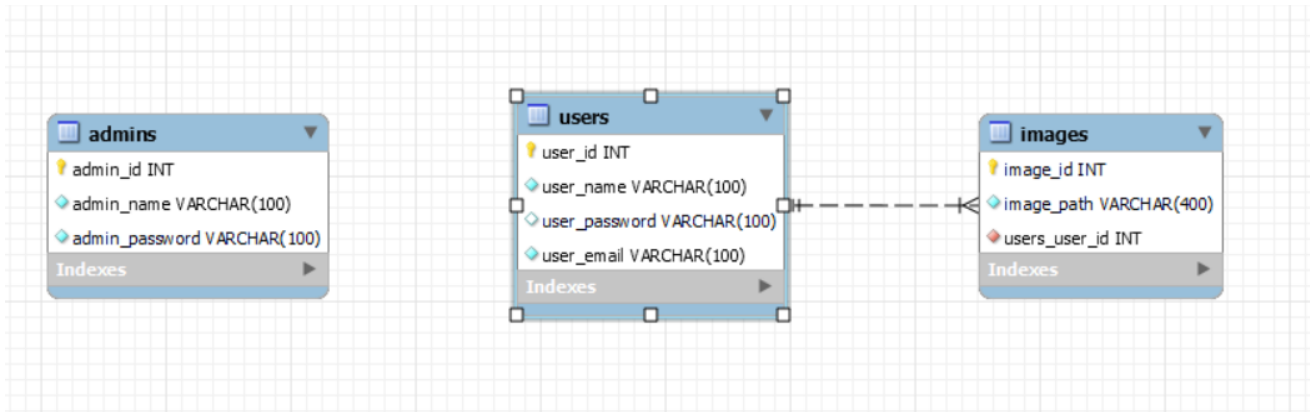 admins
admin_id INT
admin_name VARCHAR(100)
admin_password VARCHAR(100)
Indexes
users
user_id INT
user_name VARCHAR(100)
user_password VARCHAR(100)
user_email VARCHAR(100)
Indexes
images
image_id INT
image_path VARCHAR(400)
users_user_id INT
Indexes